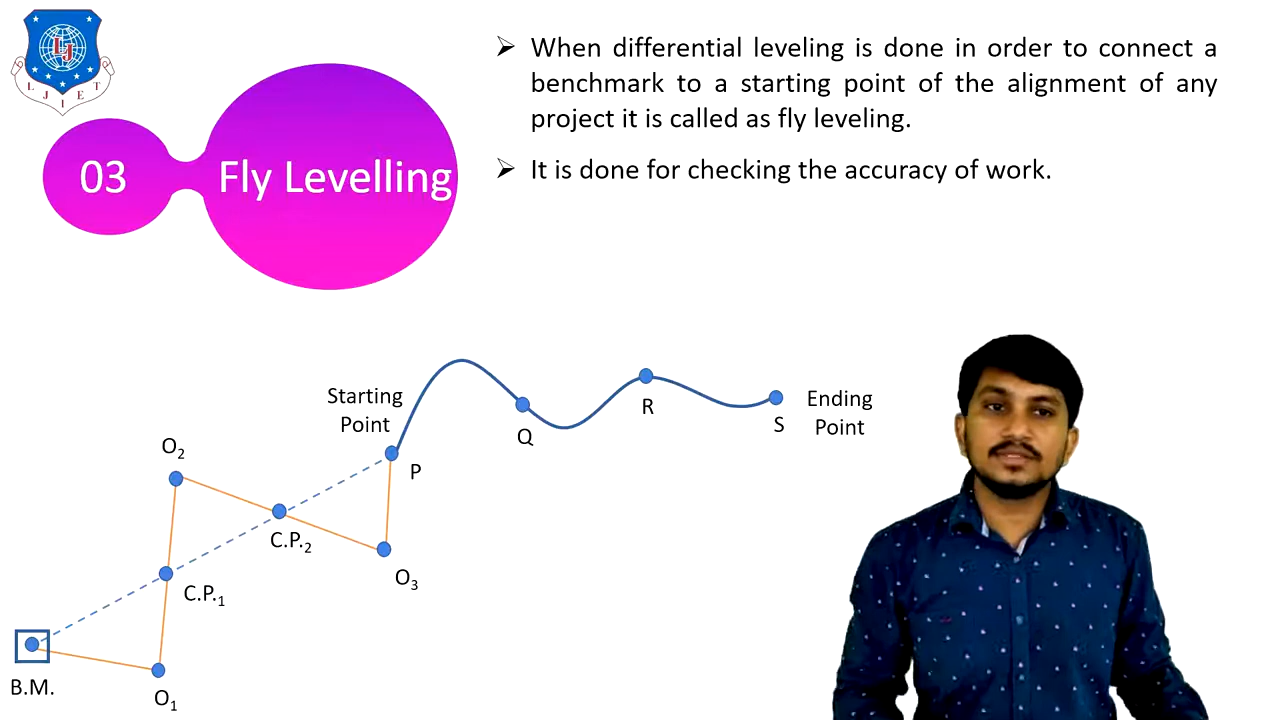 LJ
LJIET
03
Fly Levelling
➢ When differential leveling is done in order to connect a
benchmark to a starting point of the alignment of any
project it is called as fly leveling.
➢ It is done for checking the accuracy of work.
Starting
Point
P
Q
R
S
Ending
Point
O₂
C.P.₂
O₃
C.P.₁
B.M.
O₁